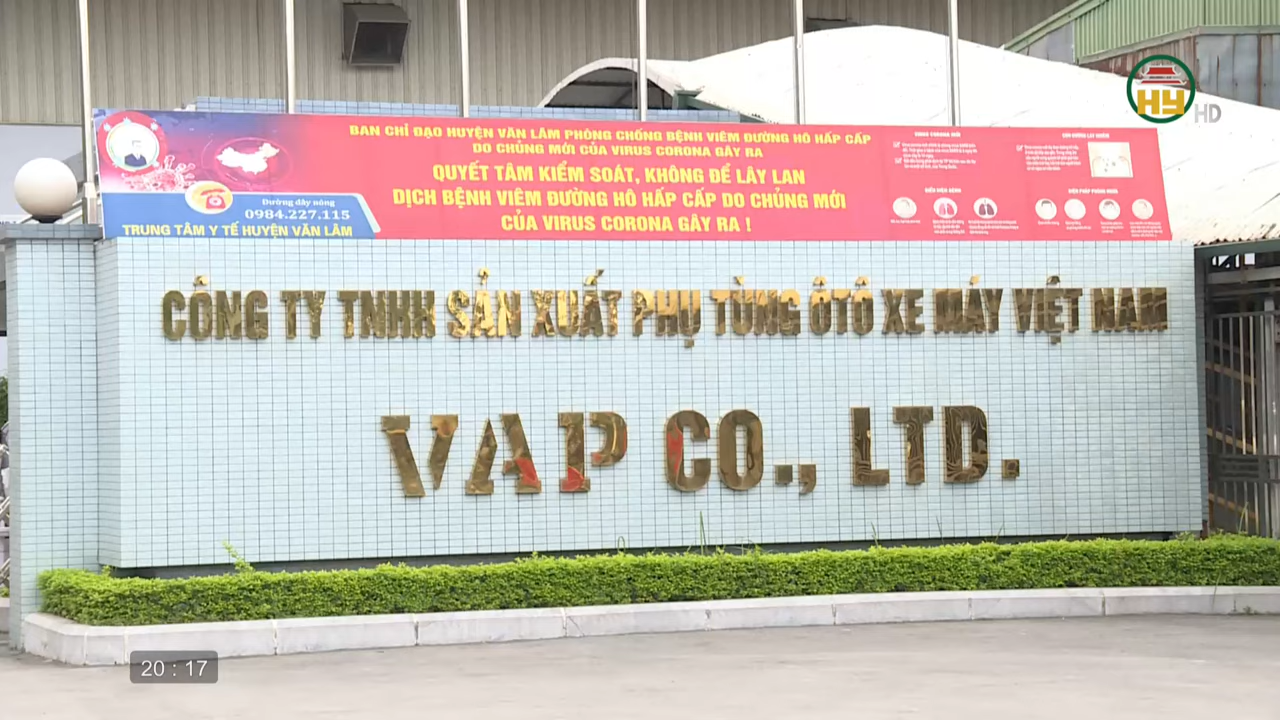 HY HD
BAN CHỈ ĐẠO HUYỆN VĂN LÂM PHÒNG CHỐNG BỆNH VIÊM ĐƯỜNG HÔ HẤP CẤP
DO CHỦNG MỚI CỦA VIRUS CORONA GÂY RA
QUYẾT TÂM KIỂM SOÁT, KHÔNG ĐỂ LÂY LAN
DỊCH BỆNH VIÊM ĐƯỜNG HÔ HẤP CẤP DO CHỦNG MỚI
CỦA VIRUS CORONA GÂY RA !
Đường dây nóng
0984.227.115
TRUNG TÂM Y TẾ HUYỆN VĂN LÂM
BIỆN PHÁP PHÒNG NGỪA
CÔNG TY TNHH SẢN XUẤT PHỤ TÙNG ÔTÔ XE MÁY VIỆT NAM
VAP CO., LTD.
20 : 17